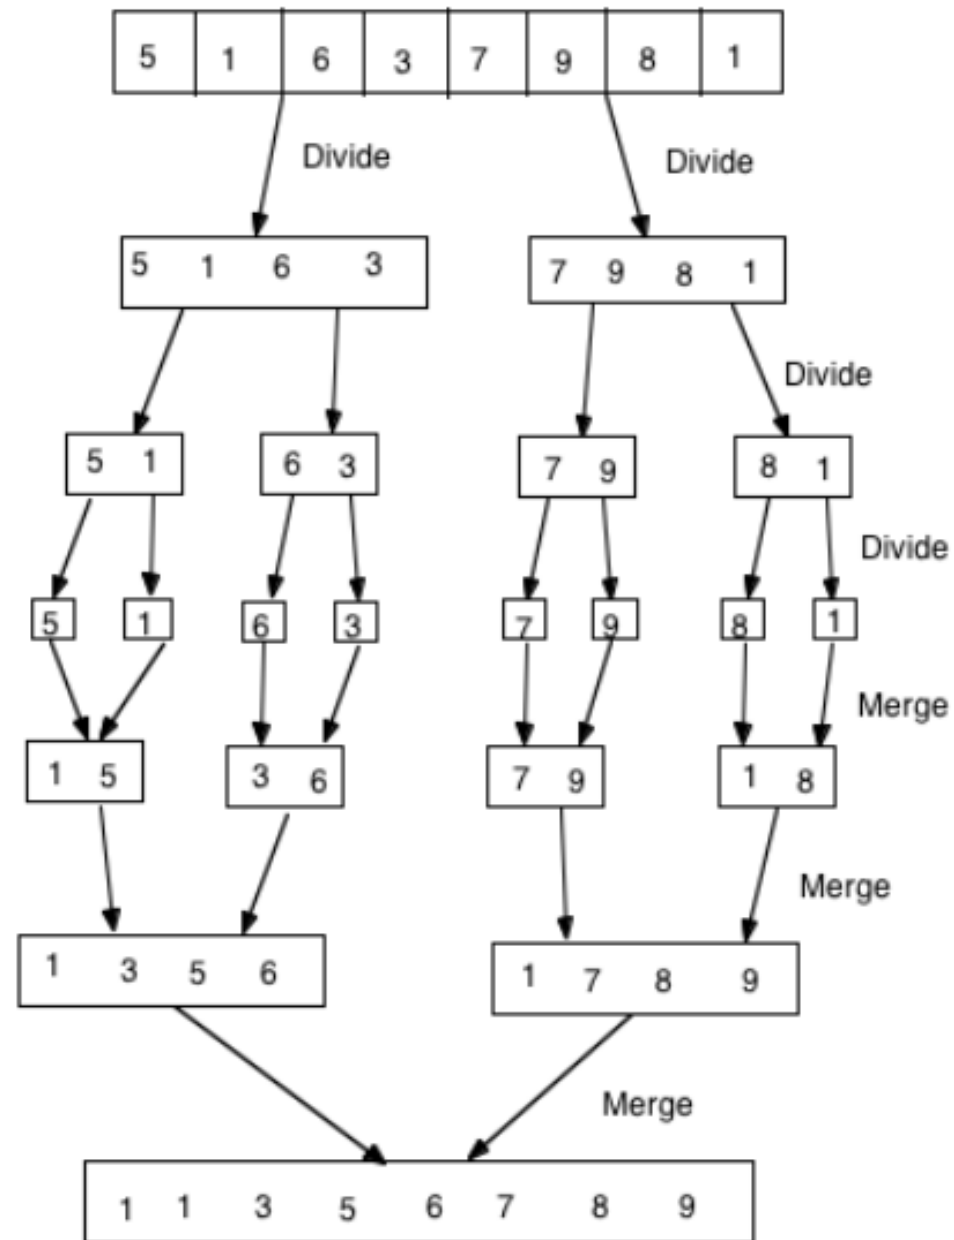 5 1 6 3 7 9 8 1
Divide Divide
5 1 6 3 7 9 8 1
Divide
5 1 6 3 7 9 8 1
Divide
5 1 6 3 7 9 8 1
Merge
1 5 3 6 7 9 1 8
Merge
1 3 5 6 1 7 8 9
Merge
1 1 3 5 6 7 8 9